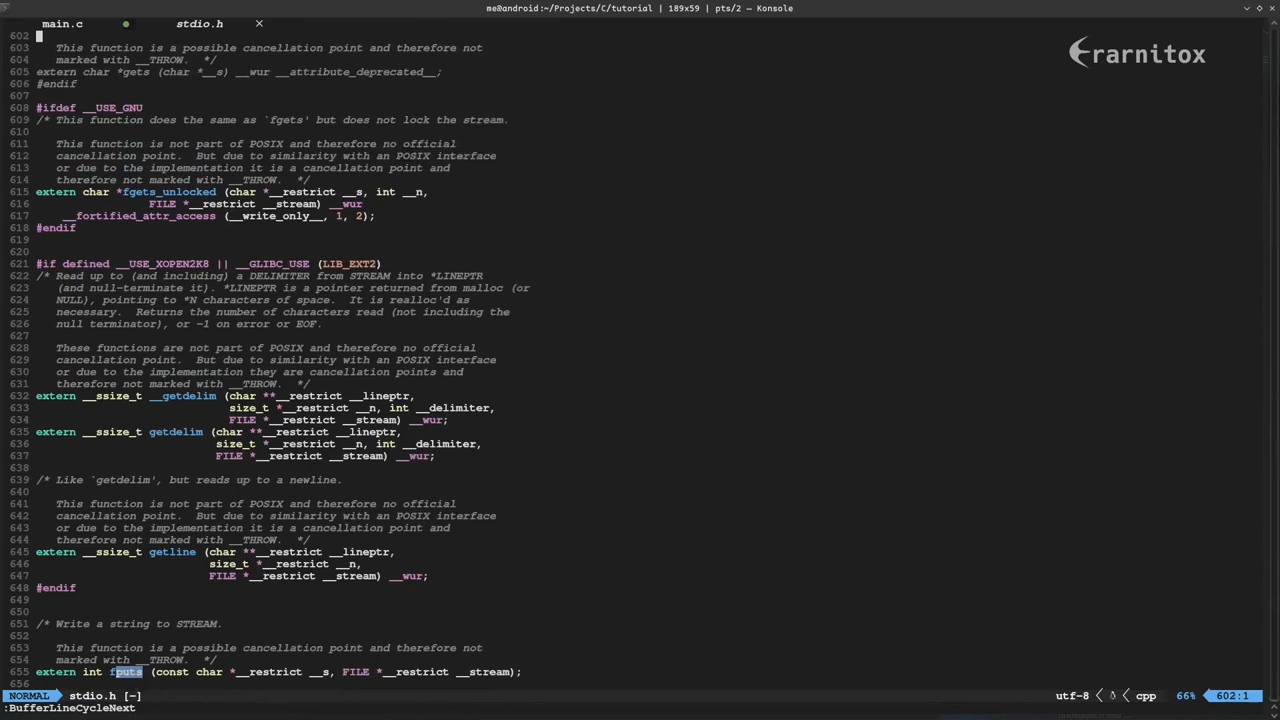 me@android:~/Projects/C/tutorial | 189x59 | pts/2 — Konsole
main.c ● stdio.h ✕
rarnitox
602
603    This function is a possible cancellation point and therefore not
604    marked with __THROW.  */
605 extern char *gets (char *__s) __wur __attribute_deprecated__;
606 #endif
607
608 #ifdef __USE_GNU
609 /* This function does the same as `fgets' but does not lock the stream.
610
611    This function is not part of POSIX and therefore no official
612    cancellation point.  But due to similarity with an POSIX interface
613    or due to the implementation it is a cancellation point and
614    therefore not marked with __THROW.  */
615 extern char *fgets_unlocked (char *__restrict __s, int __n,
616                  FILE *__restrict __stream) __wur
617     __fortified_attr_access (__write_only__, 1, 2);
618 #endif
619
620
621 #if defined __USE_XOPEN2K8 || __GLIBC_USE (LIB_EXT2)
622 /* Read up to (and including) a DELIMITER from STREAM into *LINEPTR
623    (and null-terminate it). *LINEPTR is a pointer returned from malloc (or
624    NULL), pointing to *N characters of space.  It is realloc'd as
625    necessary.  Returns the number of characters read (not including the
626    null terminator), or -1 on error or EOF.
627
628    These functions are not part of POSIX and therefore no official
629    cancellation point.  But due to similarity with an POSIX interface
630    or due to the implementation they are cancellation points and
631    therefore not marked with __THROW.  */
632 extern __ssize_t __getdelim (char **__restrict __lineptr,
633                              size_t *__restrict __n, int __delimiter,
634                              FILE *__restrict __stream) __wur;
635 extern __ssize_t getdelim (char **__restrict __lineptr,
636                            size_t *__restrict __n, int __delimiter,
637                            FILE *__restrict __stream) __wur;
638
639 /* Like `getdelim', but reads up to a newline.
640
641    This function is not part of POSIX and therefore no official
642    cancellation point.  But due to similarity with an POSIX interface
643    or due to the implementation it is a cancellation point and
644    therefore not marked with __THROW.  */
645 extern __ssize_t getline (char **__restrict __lineptr,
646                           size_t *__restrict __n,
647                           FILE *__restrict __stream) __wur;
648 #endif
649
650
651 /* Write a string to STREAM.
652
653    This function is a possible cancellation point and therefore not
654    marked with __THROW.  */
655 extern int fputs (const char *__restrict __s, FILE *__restrict __stream);
656
NORMAL stdio.h [-] utf-8 cpp 66% 602:1
:BufferLineCycleNext